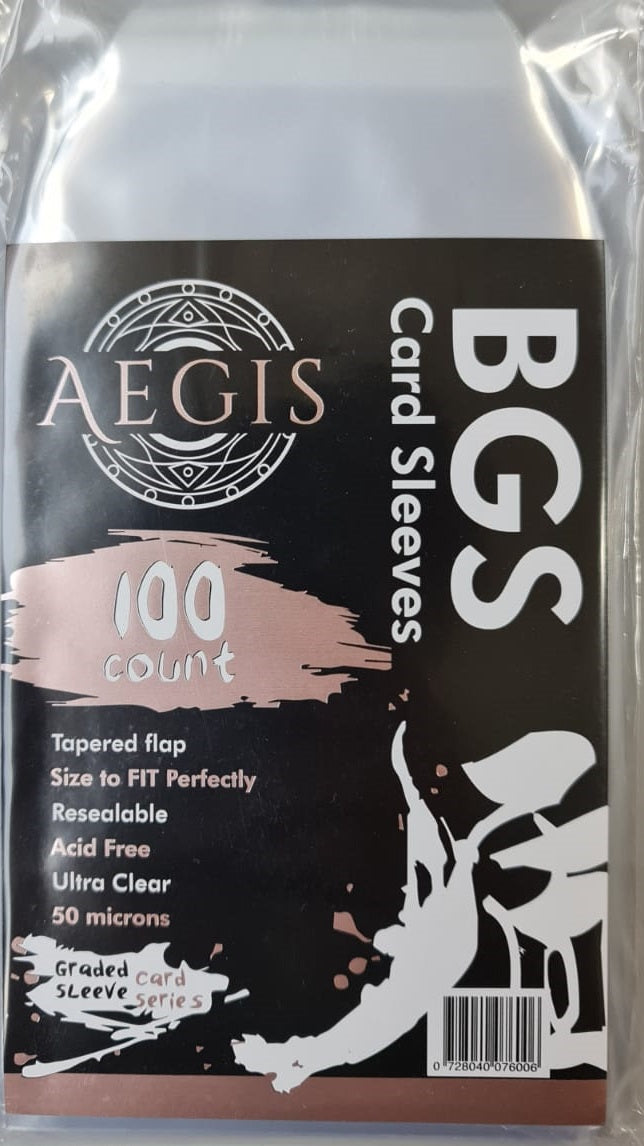 AEGIS
BGS
Card Sleeves
100
count
Tapered flap
Size to FIT Perfectly
Resealable
Acid Free
Ultra Clear
50 microns
Graded card
sleeve series
0 728040 076006